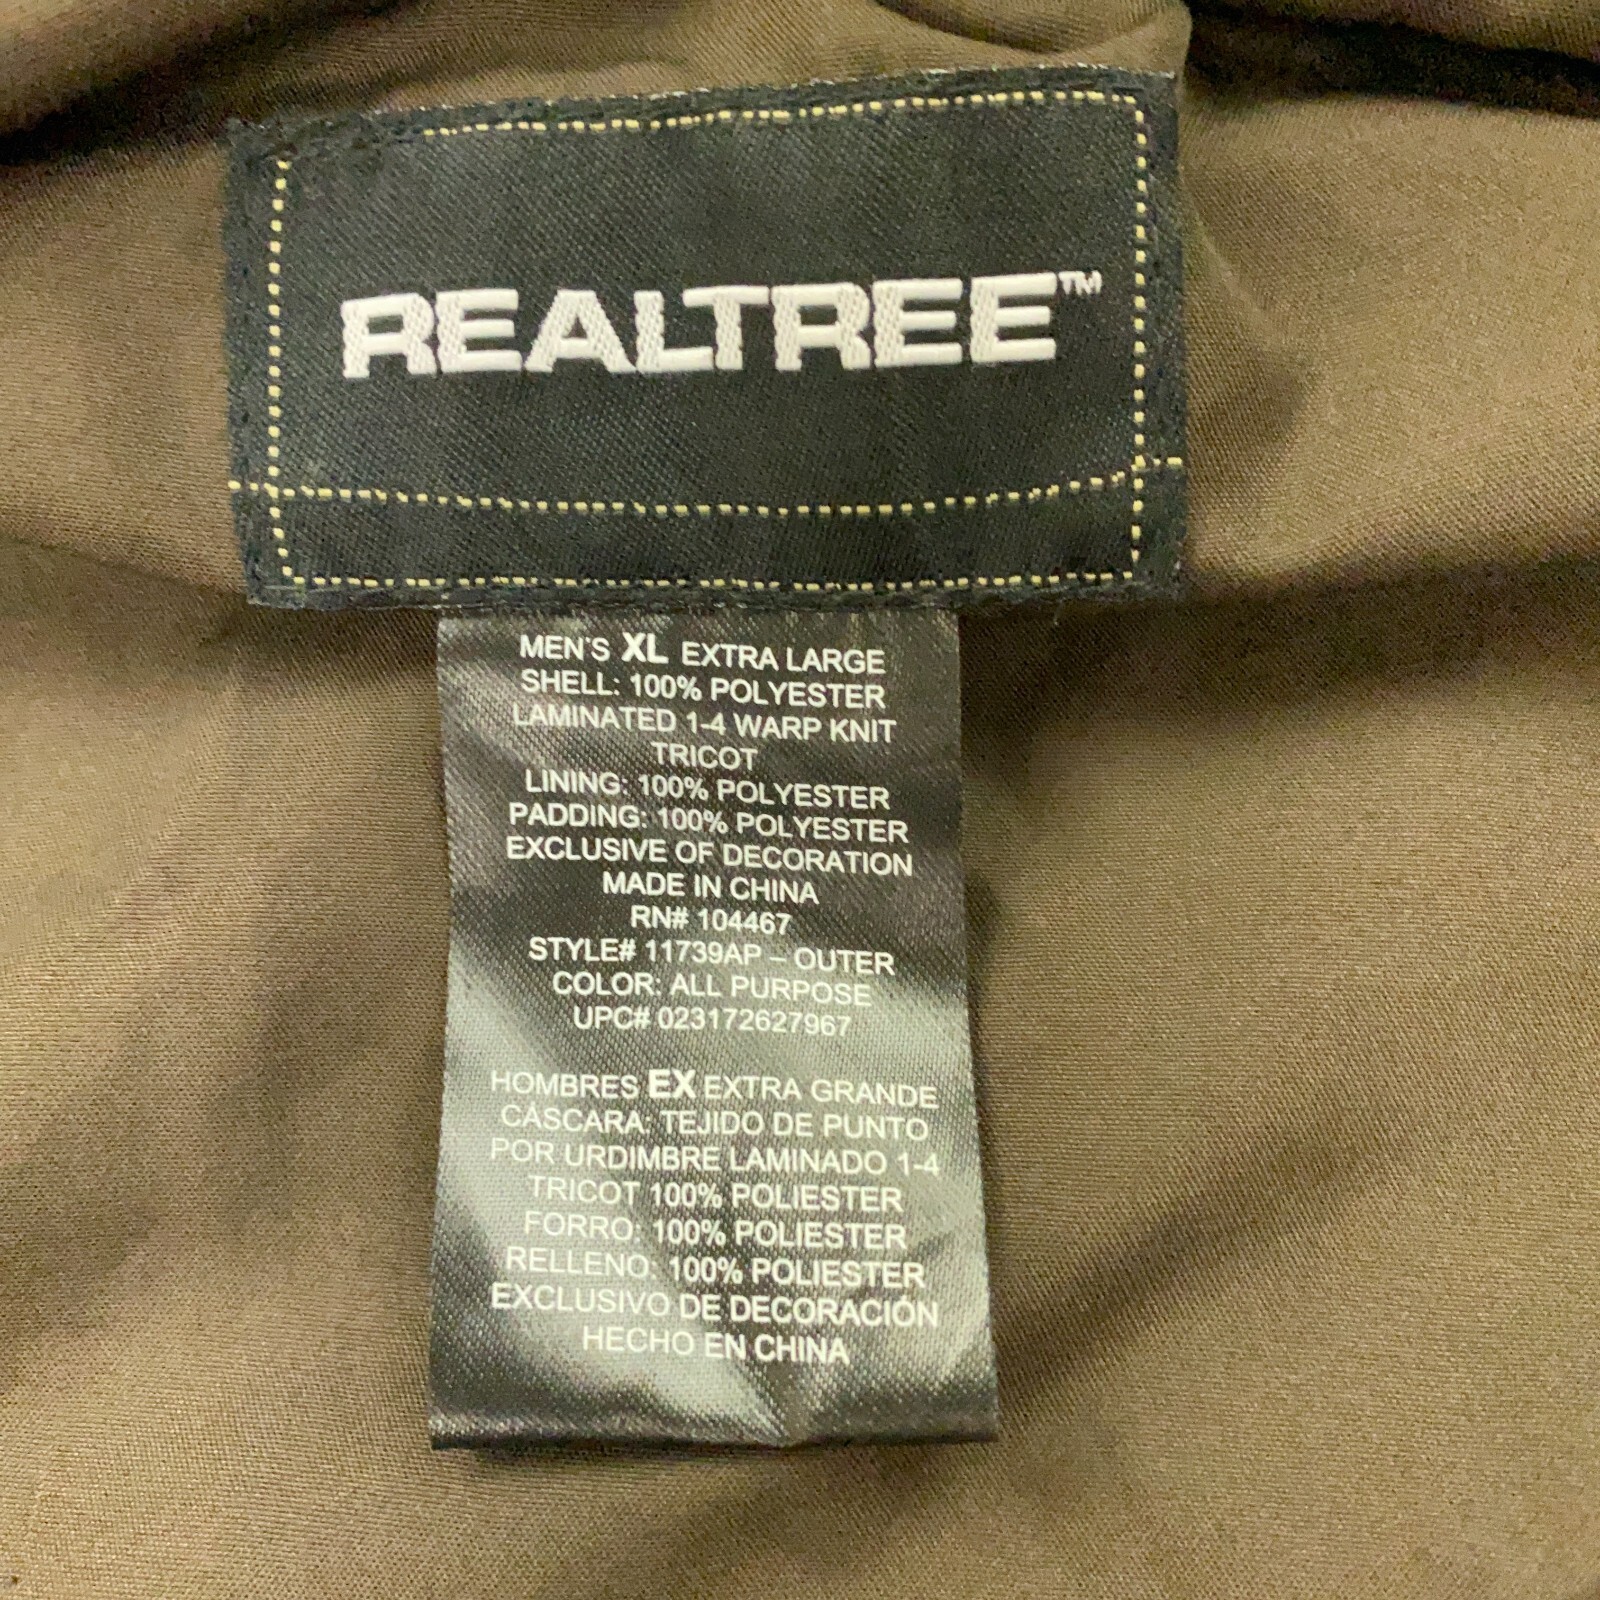 REALTREE™
MEN'S XL EXTRA LARGE
SHELL: 100% POLYESTER
LAMINATED 1-4 WARP KNIT
TRICOT
LINING: 100% POLYESTER
PADDING: 100% POLYESTER
EXCLUSIVE OF DECORATION
MADE IN CHINA
RN# 104467
STYLE# 11739AP – OUTER
COLOR: ALL PURPOSE
UPC# 023172627967
HOMBRES EX EXTRA GRANDE
CÁSCARA: TEJIDO DE PUNTO
POR URDIMBRE LAMINADO 1-4
TRICOT 100% POLIESTER
FORRO: 100% POLIESTER
RELLENO: 100% POLIESTER
EXCLUSIVO DE DECORACIÓN
HECHO EN CHINA